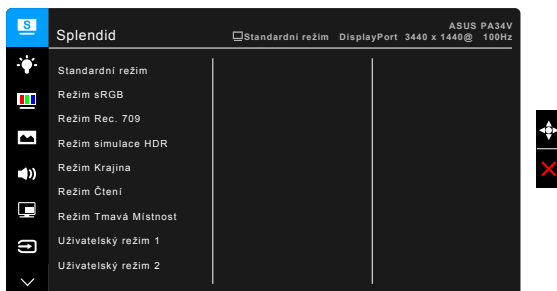 S
Splendid
Standardní režim DisplayPort 3440 x 1440@ 100Hz
ASUS PA34V
Standardní režim
Režim sRGB
Režim Rec. 709
Režim simulace HDR
Režim Krajina
Režim Čtení
Režim Tmavá Místnost
Uživatelský režim 1
Uživatelský režim 2